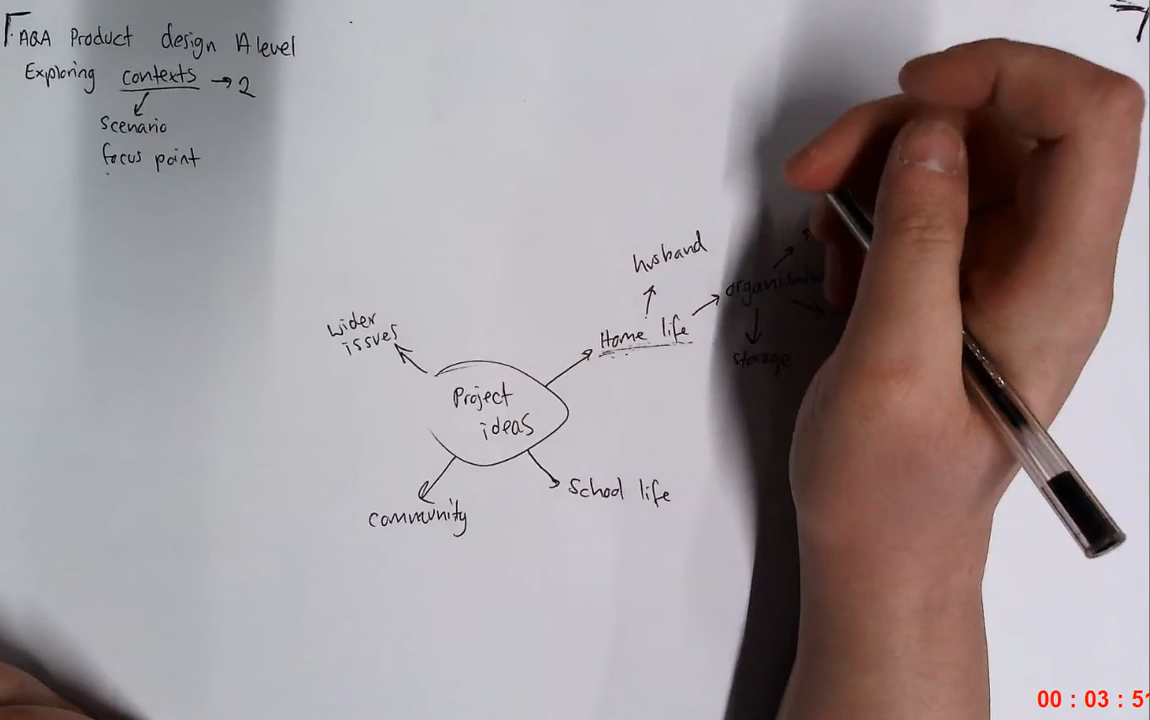 AQA Product design A level
Exploring contexts → 2
scenario
focus point
husband
wider
issues
Home life
storage
Project
ideas
School life
community
00 : 03 : 5